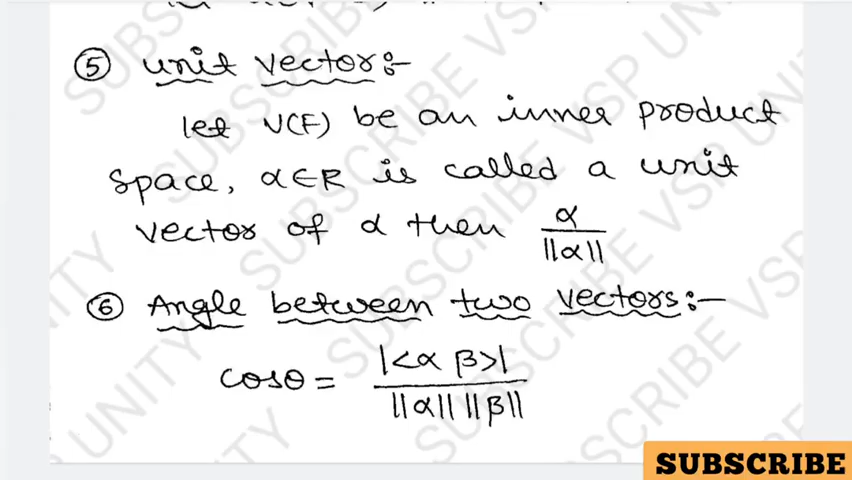 ⑤ unit vector:-
let V(F) be an inner product
space, α∈R is called a unit
vector of α then α/||α||
⑥ Angle between two vectors:-
cosθ = |<α β>|/||α|| ||β||
SUBSCRIBE